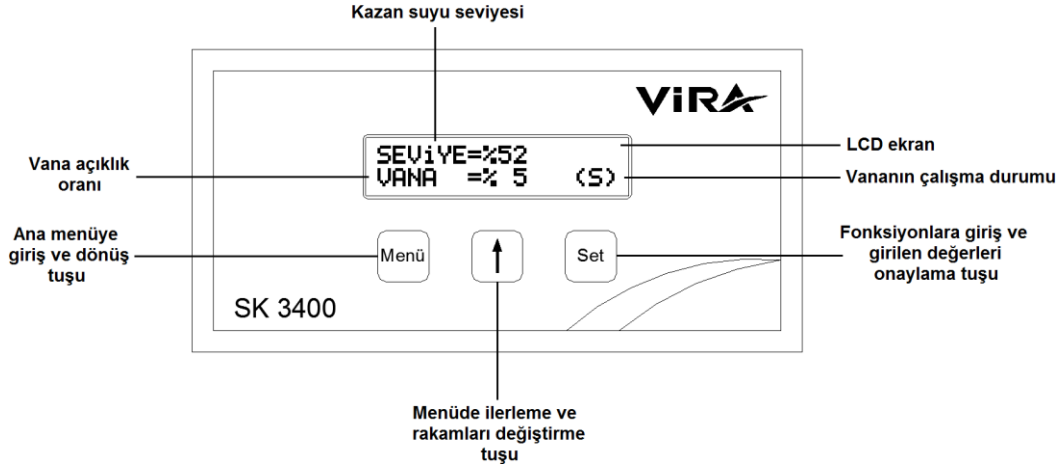 Kazan suyu seviyesi
ViRA
SEViYE=%52
VANA =% 5 (S)
LCD ekran
Vananın çalışma durumu
Vana açıklık
oranı
Ana menüye
giriş ve dönüş
tuşu
Menü
Set
Fonksiyonlara giriş ve
girilen değerleri
onaylama tuşu
SK 3400
Menüde ilerleme ve
rakamları değiştirme
tuşu